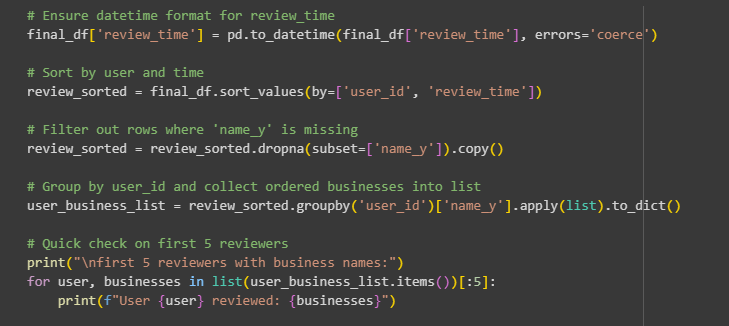 # Ensure datetime format for review_time
final_df['review_time'] = pd.to_datetime(final_df['review_time'], errors='coerce')
# Sort by user and time
review_sorted = final_df.sort_values(by=['user_id', 'review_time'])
# Filter out rows where 'name_y' is missing
review_sorted = review_sorted.dropna(subset=['name_y']).copy()
# Group by user_id and collect ordered businesses into list
user_business_list = review_sorted.groupby('user_id')['name_y'].apply(list).to_dict()
# Quick check on first 5 reviewers
print("\nfirst 5 reviewers with business names:")
for user, businesses in list(user_business_list.items())[:5]:
    print(f"User {user} reviewed: {businesses}")